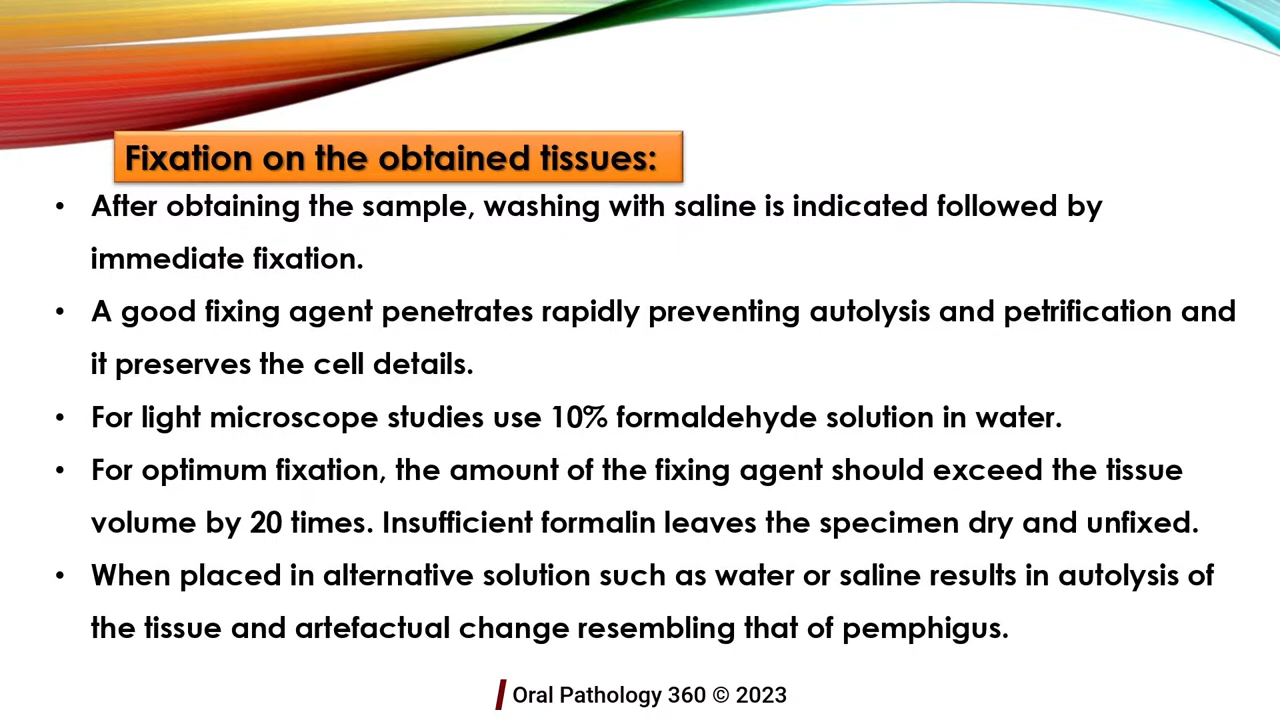 Fixation on the obtained tissues:
• After obtaining the sample, washing with saline is indicated followed by
immediate fixation.
• A good fixing agent penetrates rapidly preventing autolysis and petrification and
it preserves the cell details.
• For light microscope studies use 10% formaldehyde solution in water.
• For optimum fixation, the amount of the fixing agent should exceed the tissue
volume by 20 times. Insufficient formalin leaves the specimen dry and unfixed.
• When placed in alternative solution such as water or saline results in autolysis of
the tissue and artefactual change resembling that of pemphigus.
Oral Pathology 360 © 2023